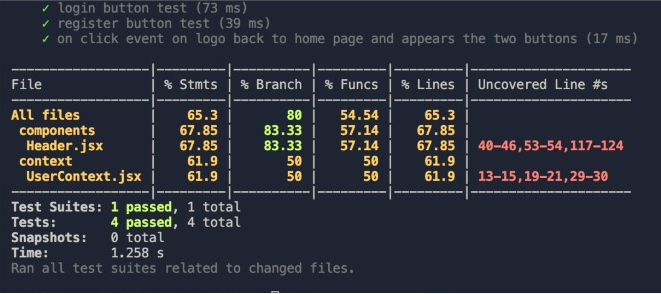 ✓ login button test (73 ms)
✓ register button test (39 ms)
✓ on click event on logo back to home page and appears the two buttons (17 ms)
File | % Stmts | % Branch | % Funcs | % Lines | Uncovered Line #s
All files | 65.3 | 80 | 54.54 | 65.3 |
components | 67.85 | 83.33 | 57.14 | 67.85 |
Header.jsx | 67.85 | 83.33 | 57.14 | 67.85 | 40-46,53-54,117-124
context | 61.9 | 50 | 50 | 61.9 |
UserContext.jsx | 61.9 | 50 | 50 | 61.9 | 13-15,19-21,29-30
Test Suites: 1 passed, 1 total
Tests: 4 passed, 4 total
Snapshots: 0 total
Time: 1.258 s
Ran all test suites related to changed files.